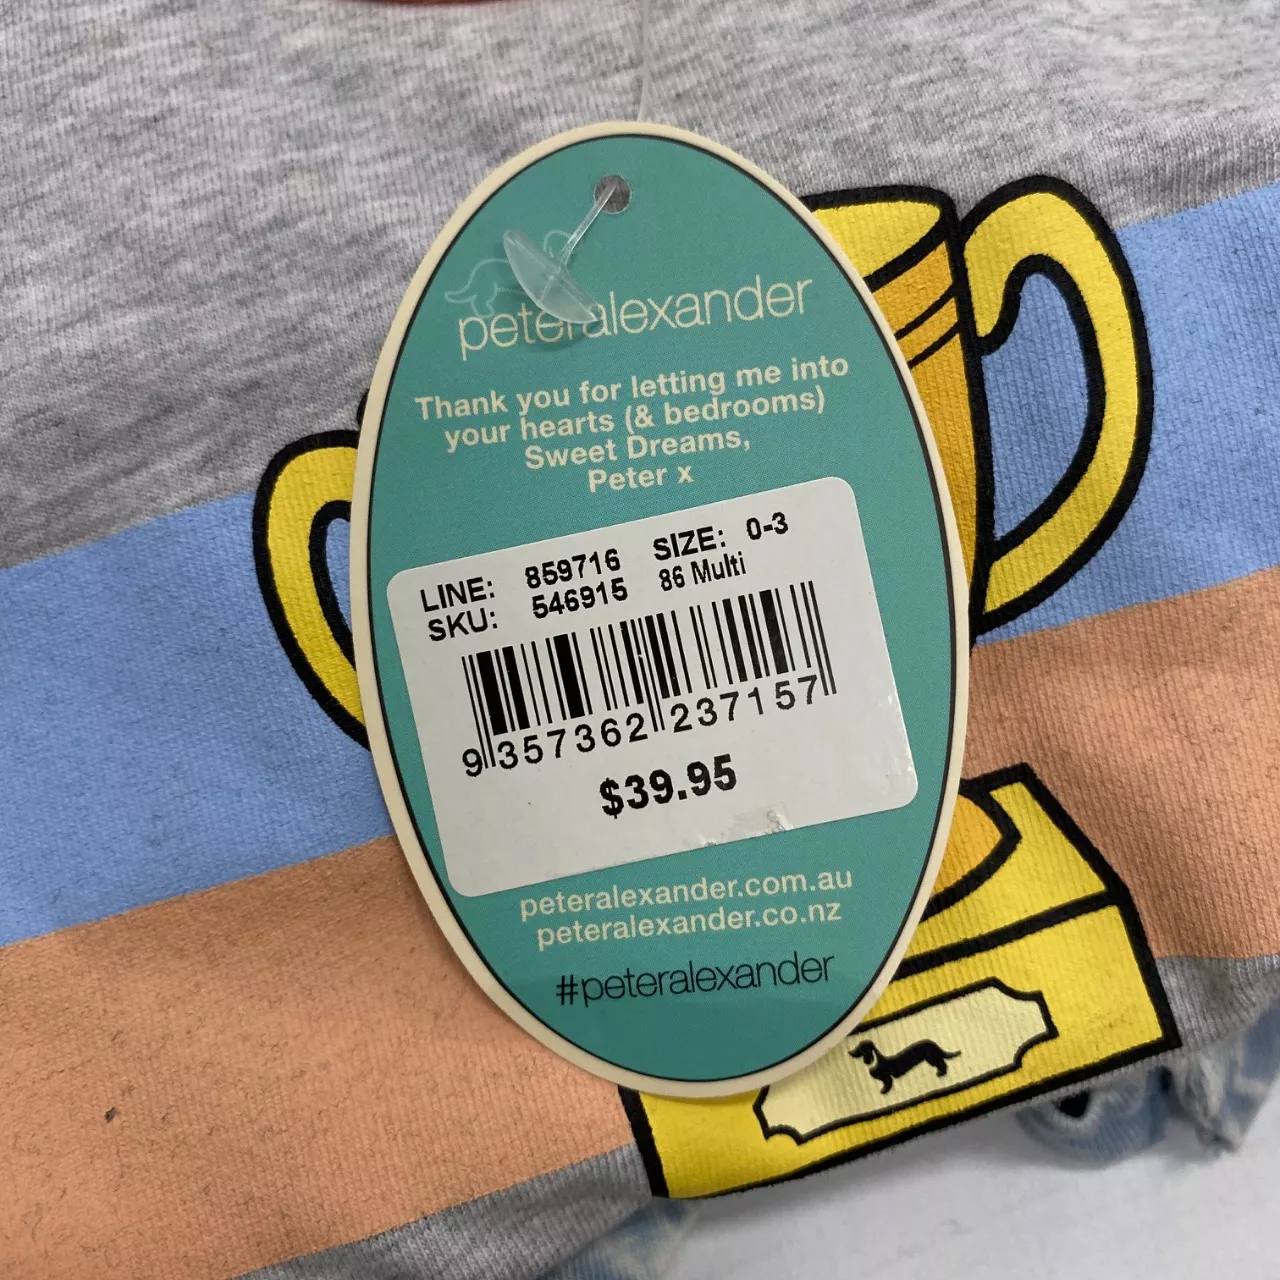 peteralexander
Thank you for letting me into
your hearts (& bedrooms)
Sweet Dreams,
Peter x
LINE: 859716 SIZE: 0-3
SKU: 546915 86 Multi
9 357362 237157
$39.95
peteralexander.com.au
peteralexander.co.nz
#peteralexander